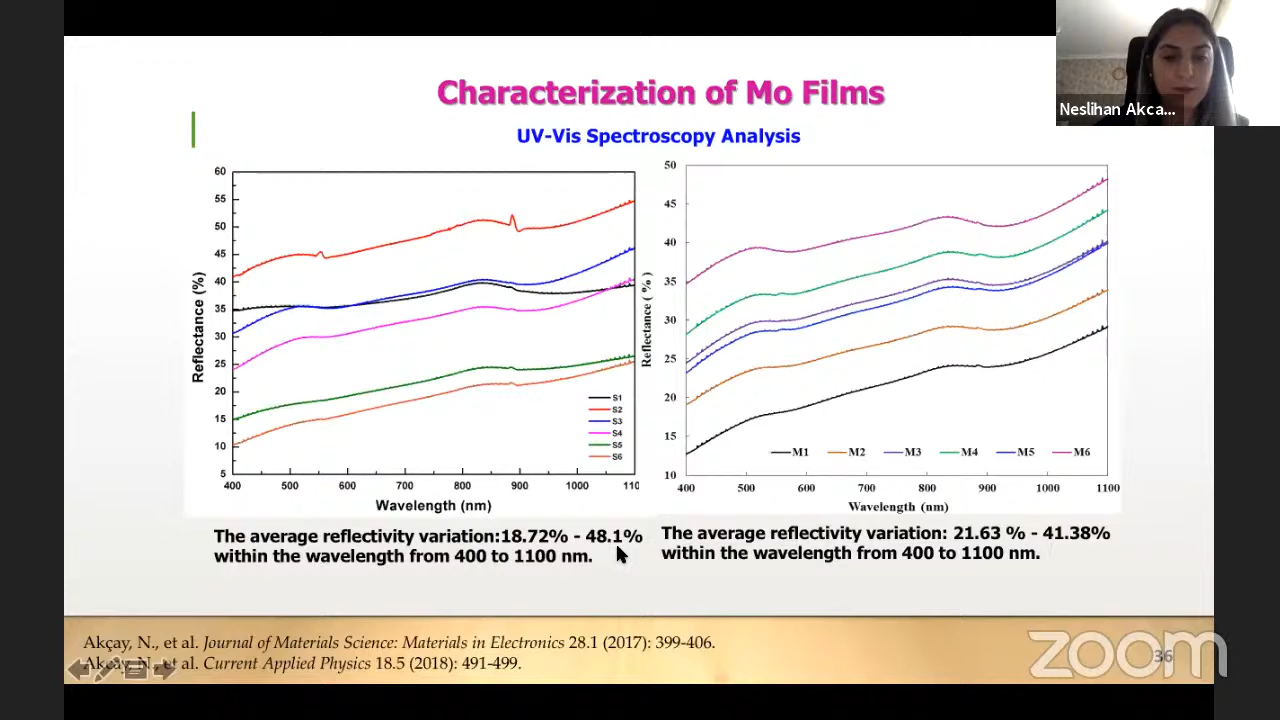 Neslihan Akca...
Characterization of Mo Films
UV-Vis Spectroscopy Analysis
60
55
50
45
40
35
30
25
20
15
10
5
Reflectance (%)
S1
S2
S3
S4
S5
S6
400 500 600 700 800 900 1000 110
Wavelength (nm)
50
45
40
35
30
25
20
15
10
Reflectance ( %)
M1 M2 M3 M4 M5 M6
400 500 600 700 800 900 1000 1100
Wavelength (nm)
The average reflectivity variation:18.72% - 48.1%
within the wavelength from 400 to 1100 nm.
The average reflectivity variation: 21.63 % - 41.38%
within the wavelength from 400 to 1100 nm.
Akçay, N., et al. Journal of Materials Science: Materials in Electronics 28.1 (2017): 399-406.
Akçay, N., et al. Current Applied Physics 18.5 (2018): 491-499.
36
zoom